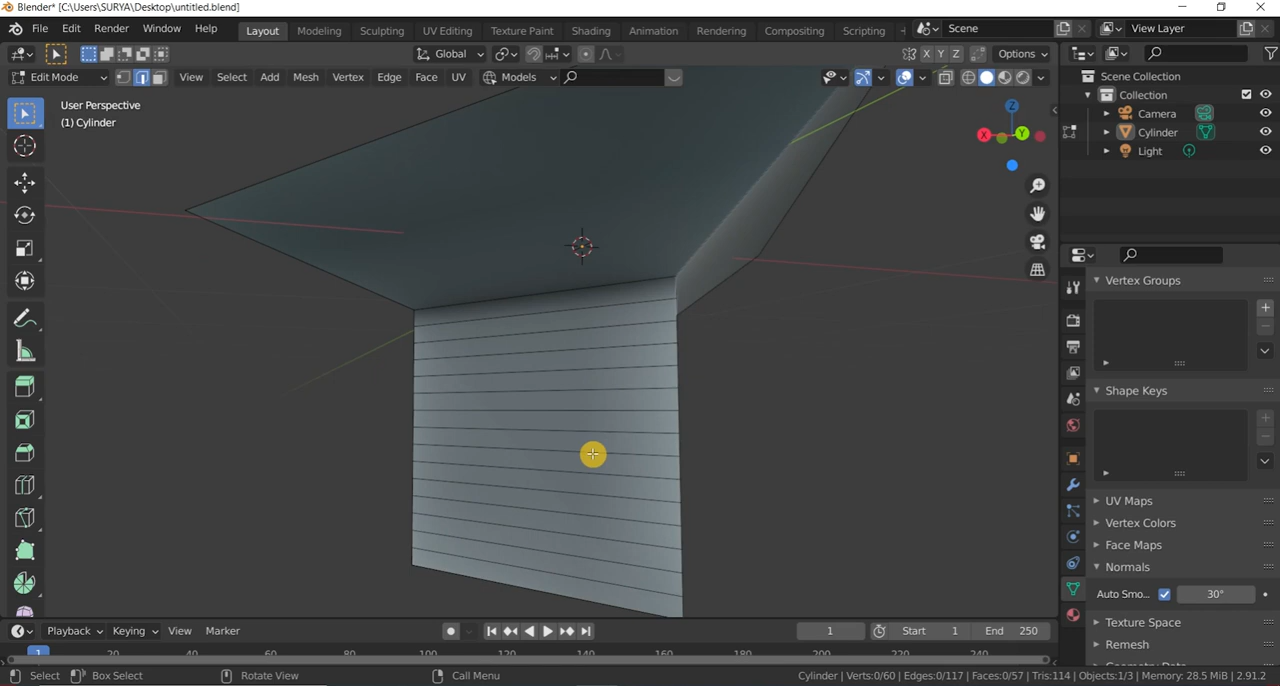 Blender* [C:\Users\SURYA\Desktop\untitled.blend]
File Edit Render Window Help Layout Modeling Sculpting UV Editing Texture Paint Shading Animation Compositing Scripting Scene View Layer
Global X Y Z Options
Edit Mode View Select Add Mesh Vertex Edge Face UV Models
User Perspective
(1) Cylinder
Z
X Y
Scene Collection
Collection
Camera
Cylinder
Light
Vertex Groups
Shape Keys
UV Maps
Vertex Colors
Face Maps
Normals
Auto Smo... 30°
Texture Space
Remesh
Playback Keying View Marker 1 Start 1 End 250
1 20 40 60 80 100 120 140 160 180 200 220 240
Select Box Select Rotate View Call Menu Cylinder | Verts:0/60 | Edges:0/117 | Faces:0/57 | Tris:114 | Objects:1/3 | Memory: 28.5 MiB | 2.91.2